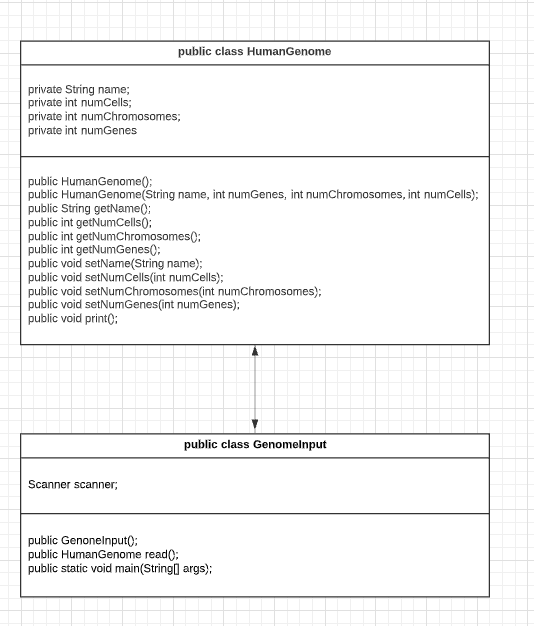 public class HumanGenome
private String name;
private int numCells;
private int numChromosomes;
private int numGenes
public HumanGenome();
public HumanGenome(String name, int numGenes, int numChromosomes, int numCells);
public String getName();
public int getNumCells();
public int getNumChromosomes();
public int getNumGenes();
public void setName(String name);
public void setNumCells(int numCells);
public void setNumChromosomes(int numChromosomes);
public void setNumGenes(int numGenes);
public void print();
public class GenomeInput
Scanner scanner;
public GenoneInput();
public HumanGenome read();
public static void main(String[] args);